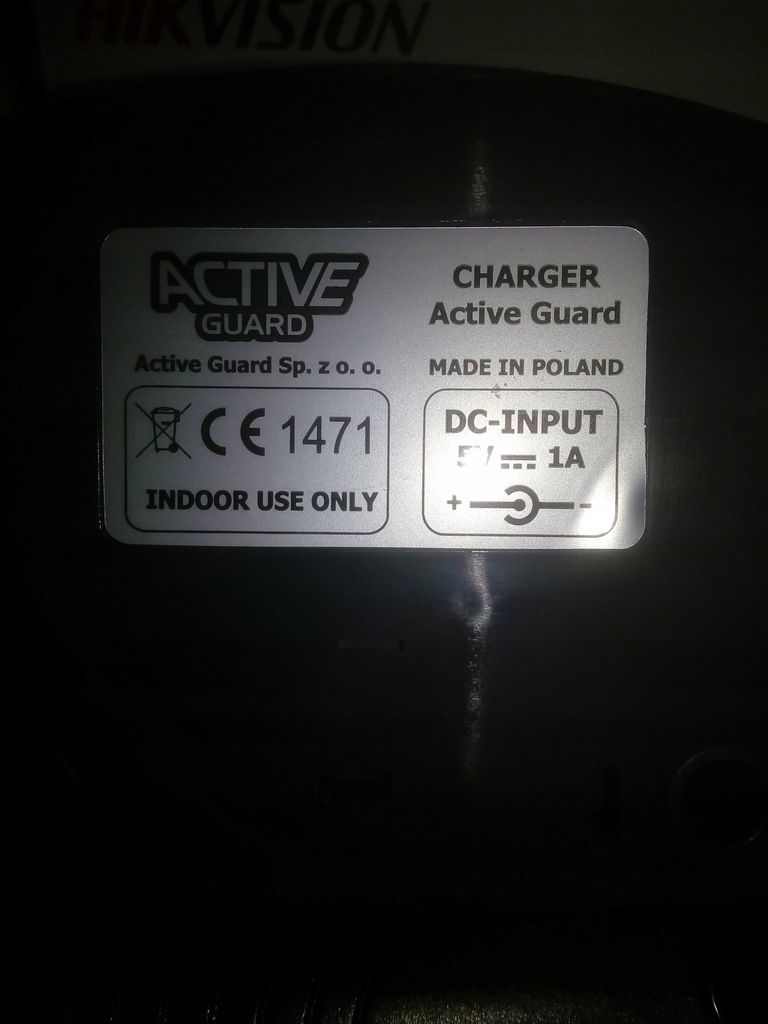 HIKVISION
ACTIVE
GUARD
Active Guard Sp. z o. o.
CE 1471
INDOOR USE ONLY
CHARGER
Active Guard
MADE IN POLAND
DC-INPUT
5V ⎓ 1A
+ -